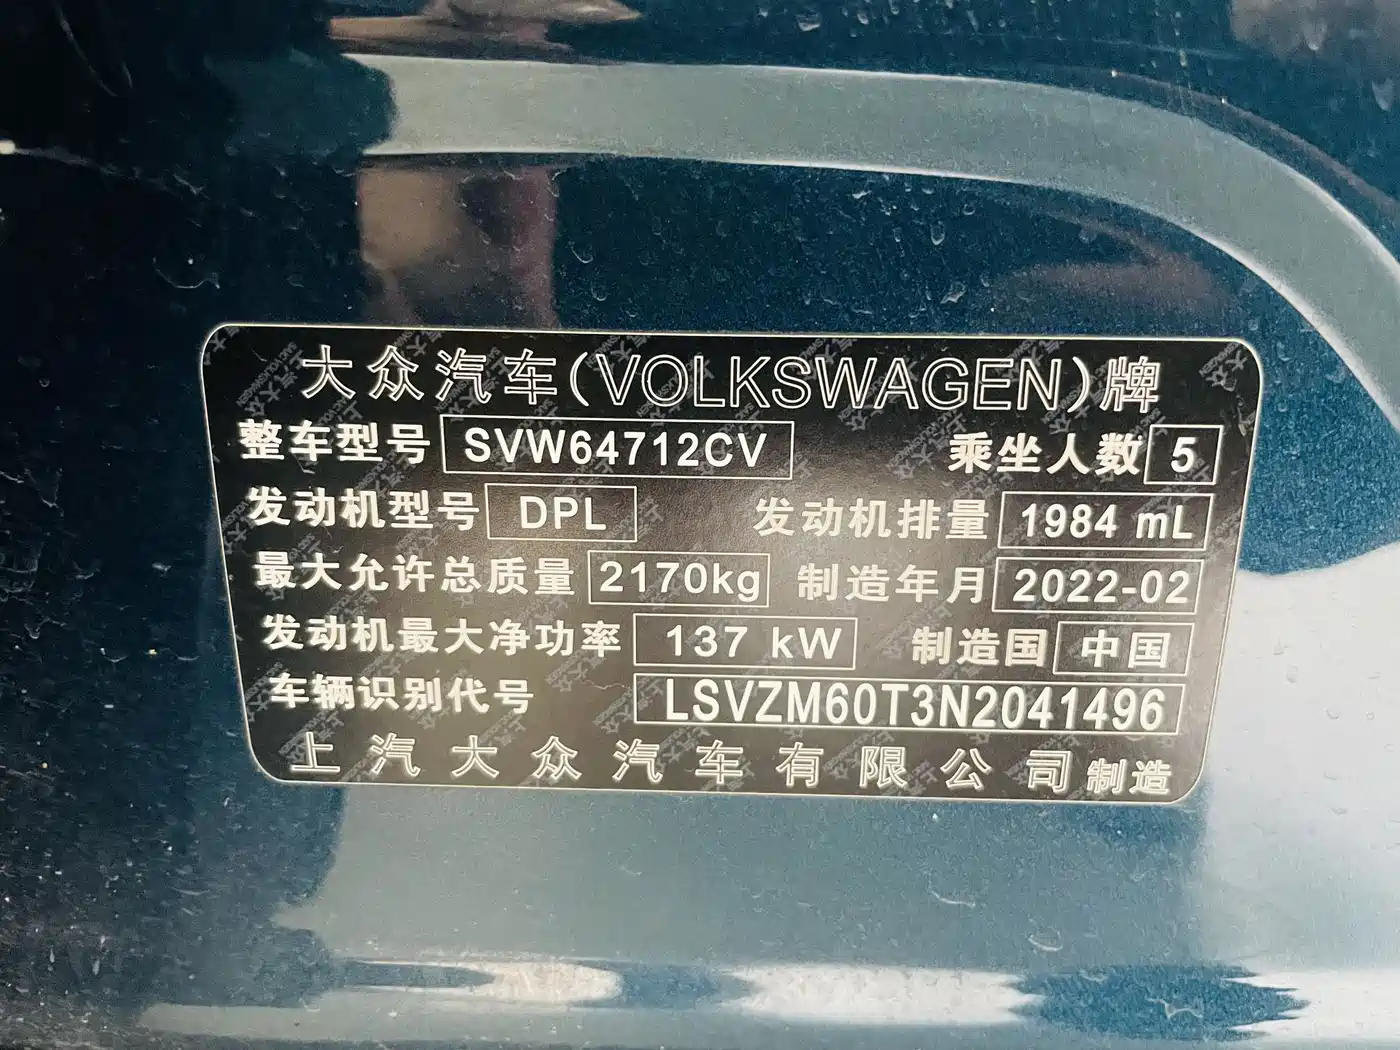 大众汽车(VOLKSWAGEN)牌
整车型号 SVW64712CV 乘坐人数 5
发动机型号 DPL 发动机排量 1984 mL
最大允许总质量 2170kg 制造年月 2022-02
发动机最大净功率 137 kW 制造国 中国
车辆识别代号 LSVZM60T3N2041496
上汽大众汽车有限公司制造